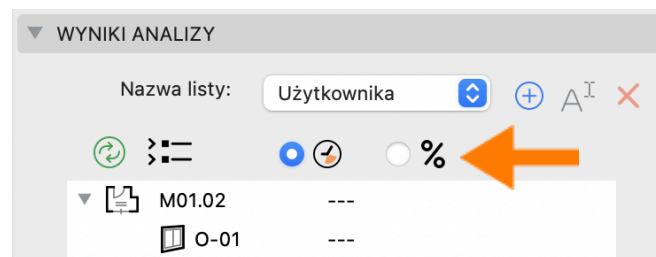 WYNIKI ANALIZY
Nazwa listy: Użytkownika
%
M01.02 ---
O-01 ---